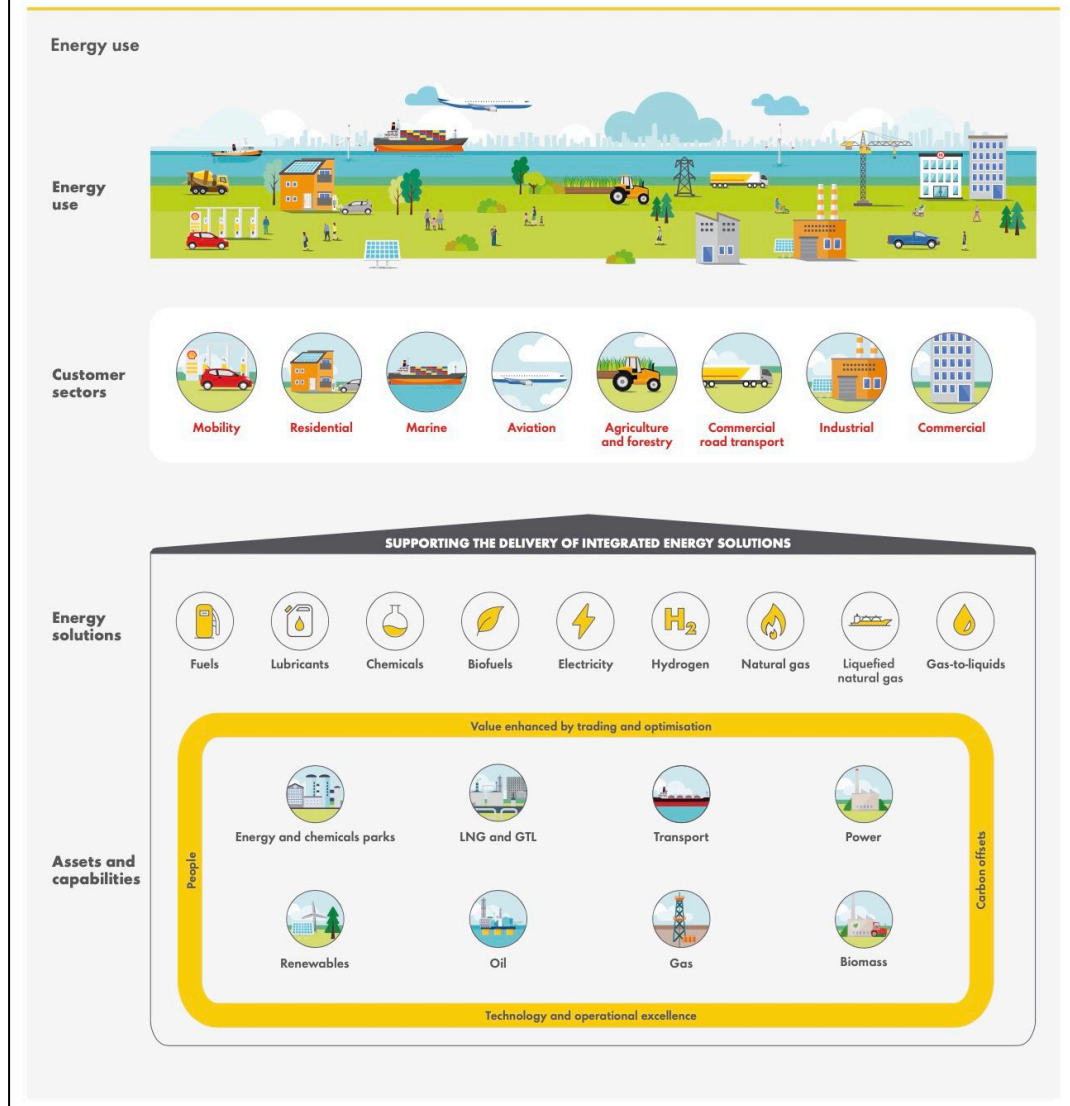 Energy use
Energy
use
Customer
sectors
Mobility
Residential
Marine
Aviation
Agriculture
and forestry
Commercial
road transport
Industrial
Commercial
SUPPORTING THE DELIVERY OF INTEGRATED ENERGY SOLUTIONS
Energy
solutions
Fuels
Lubricants
Chemicals
Biofuels
Electricity
H2
Hydrogen
Natural gas
Liquefied
natural gas
Gas-to-liquids
Assets and
capabilities
Value enhanced by trading and optimisation
People
Energy and chemicals parks
LNG and GTL
Transport
Power
Renewables
Oil
Gas
Biomass
Carbon offsets
Technology and operational excellence